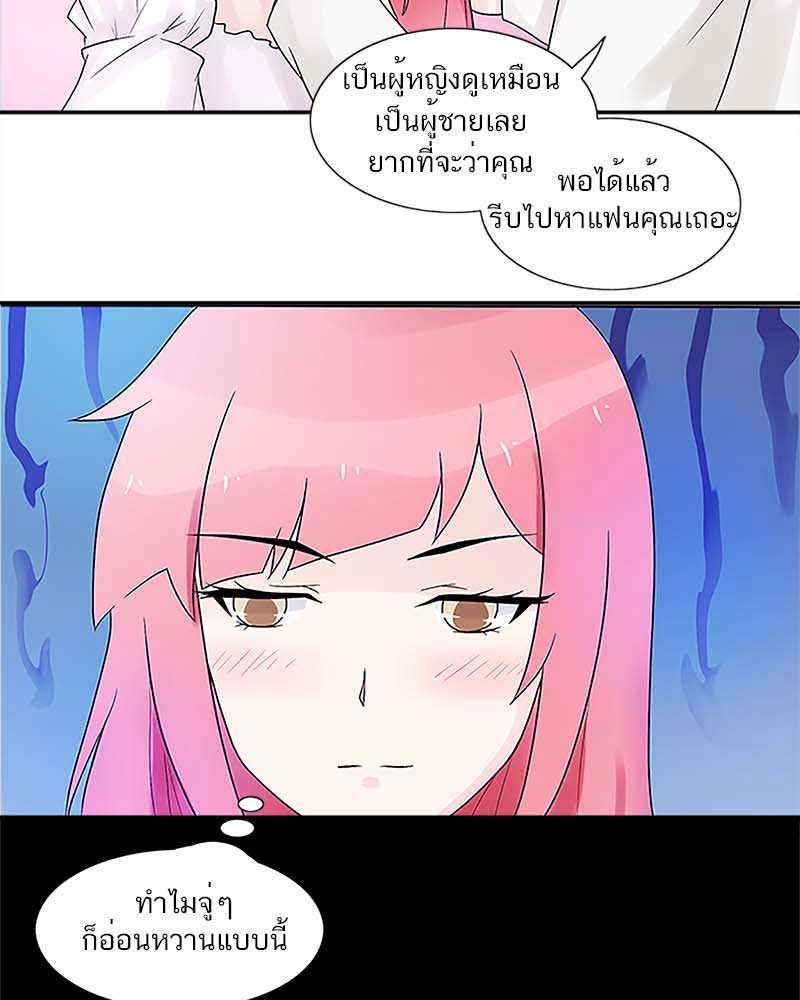 เป็นผู้หญิงดูเหมือน
เป็นผู้ชายเลย
ยากที่จะว่าคุณ
พอได้แล้ว
รีบไปหาแฟนคุณเถอะ
ทำไมจู่ๆ
ก็อ่อนหวานแบบนี้